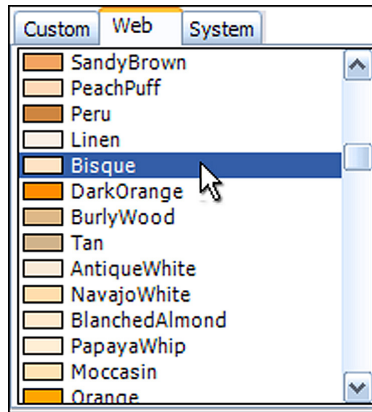 Custom Web System
SandyBrown
PeachPuff
Peru
Linen
Bisque
DarkOrange
BurlyWood
Tan
AntiqueWhite
NavajoWhite
BlanchedAlmond
PapayaWhip
Moccasin
Orange